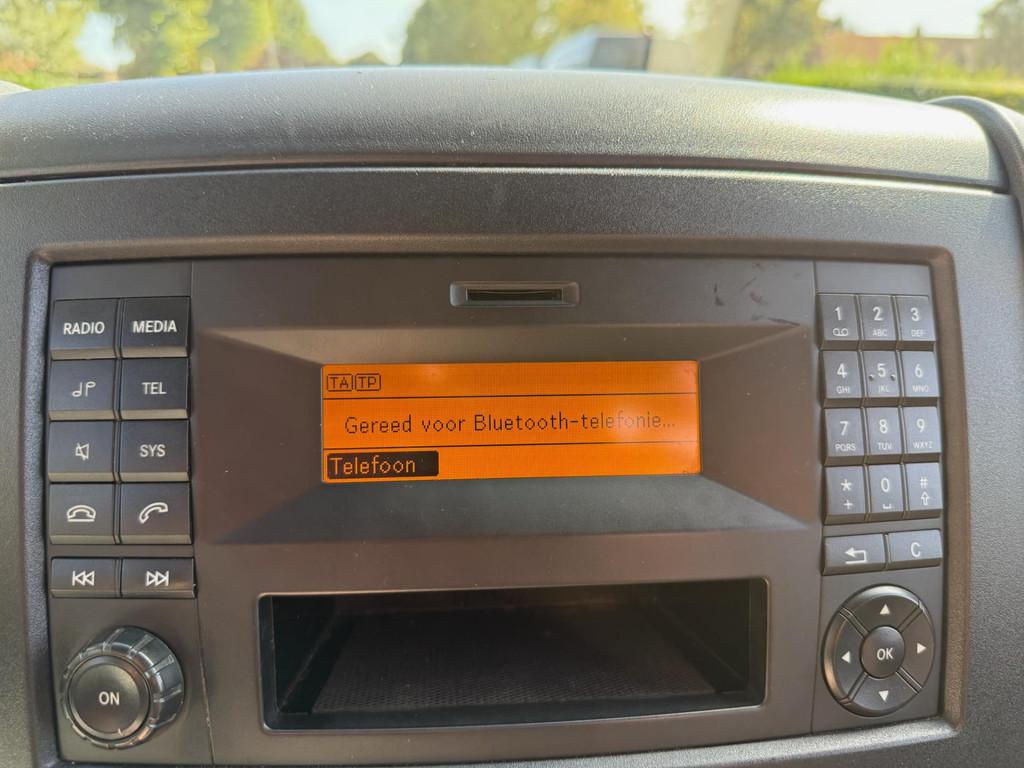 RADIO MEDIA
TEL
SYS
ON
TA TP
Gereed voor Bluetooth-telefonie...
Telefoon
1 2 3
ABC DEF
4 5 6
GHI JKL MNO
7 8 9
PQRS TUV WXYZ
* 0 #
+
C
OK